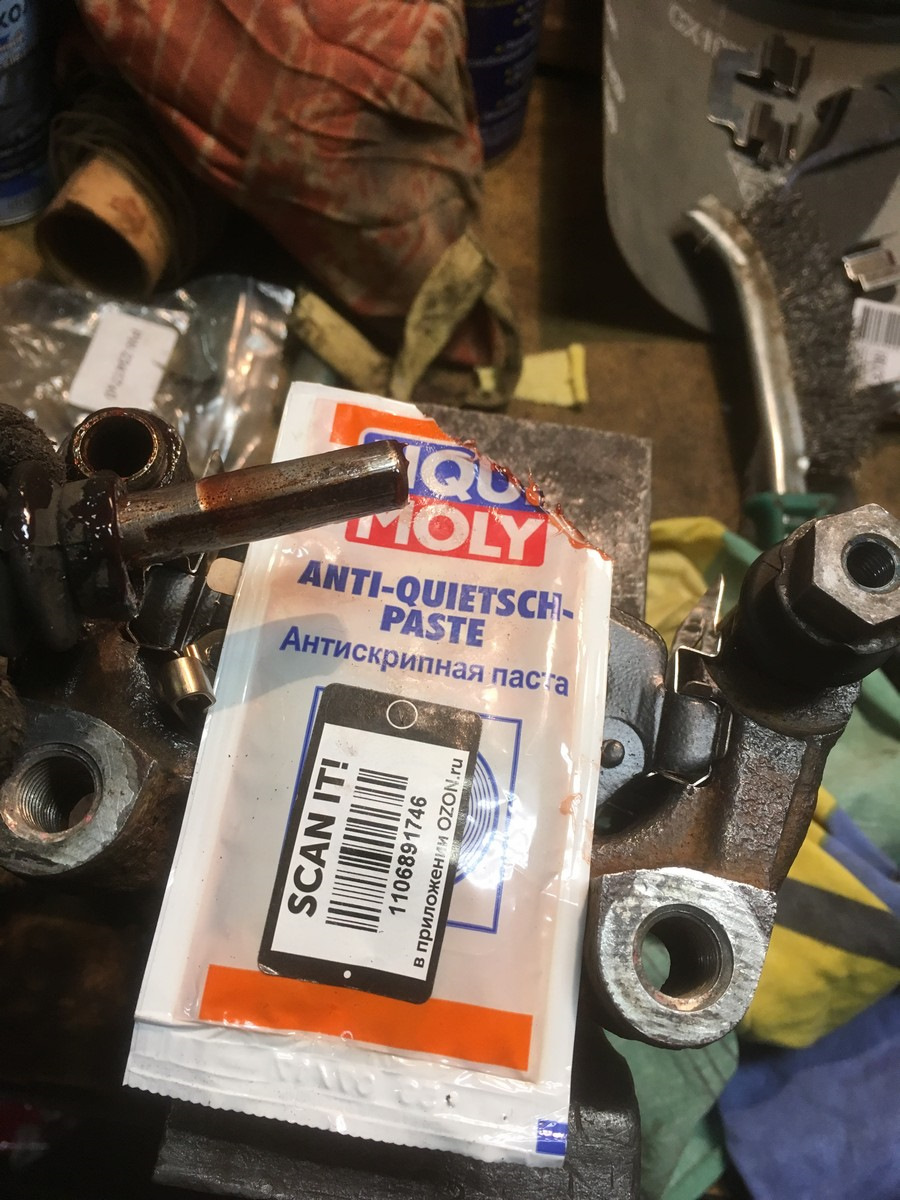 LIQUI
MOLY
ANTI-QUIETSCH-
PASTE
Антискрипная паста
SCAN IT!
1106891746
в приложении OZON.ru